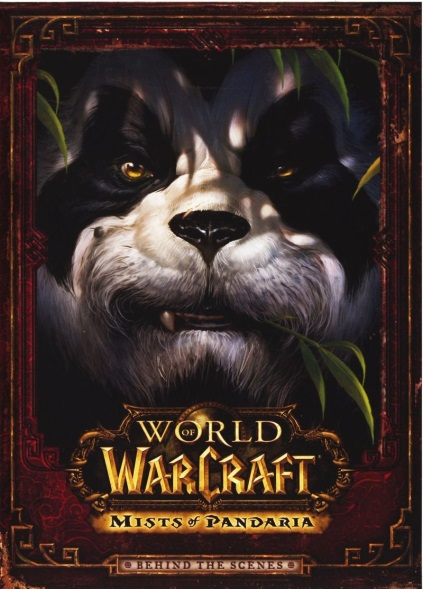 WORLD OF
WARCRAFT
MISTS of PANDARIA
BEHIND THE SCENES